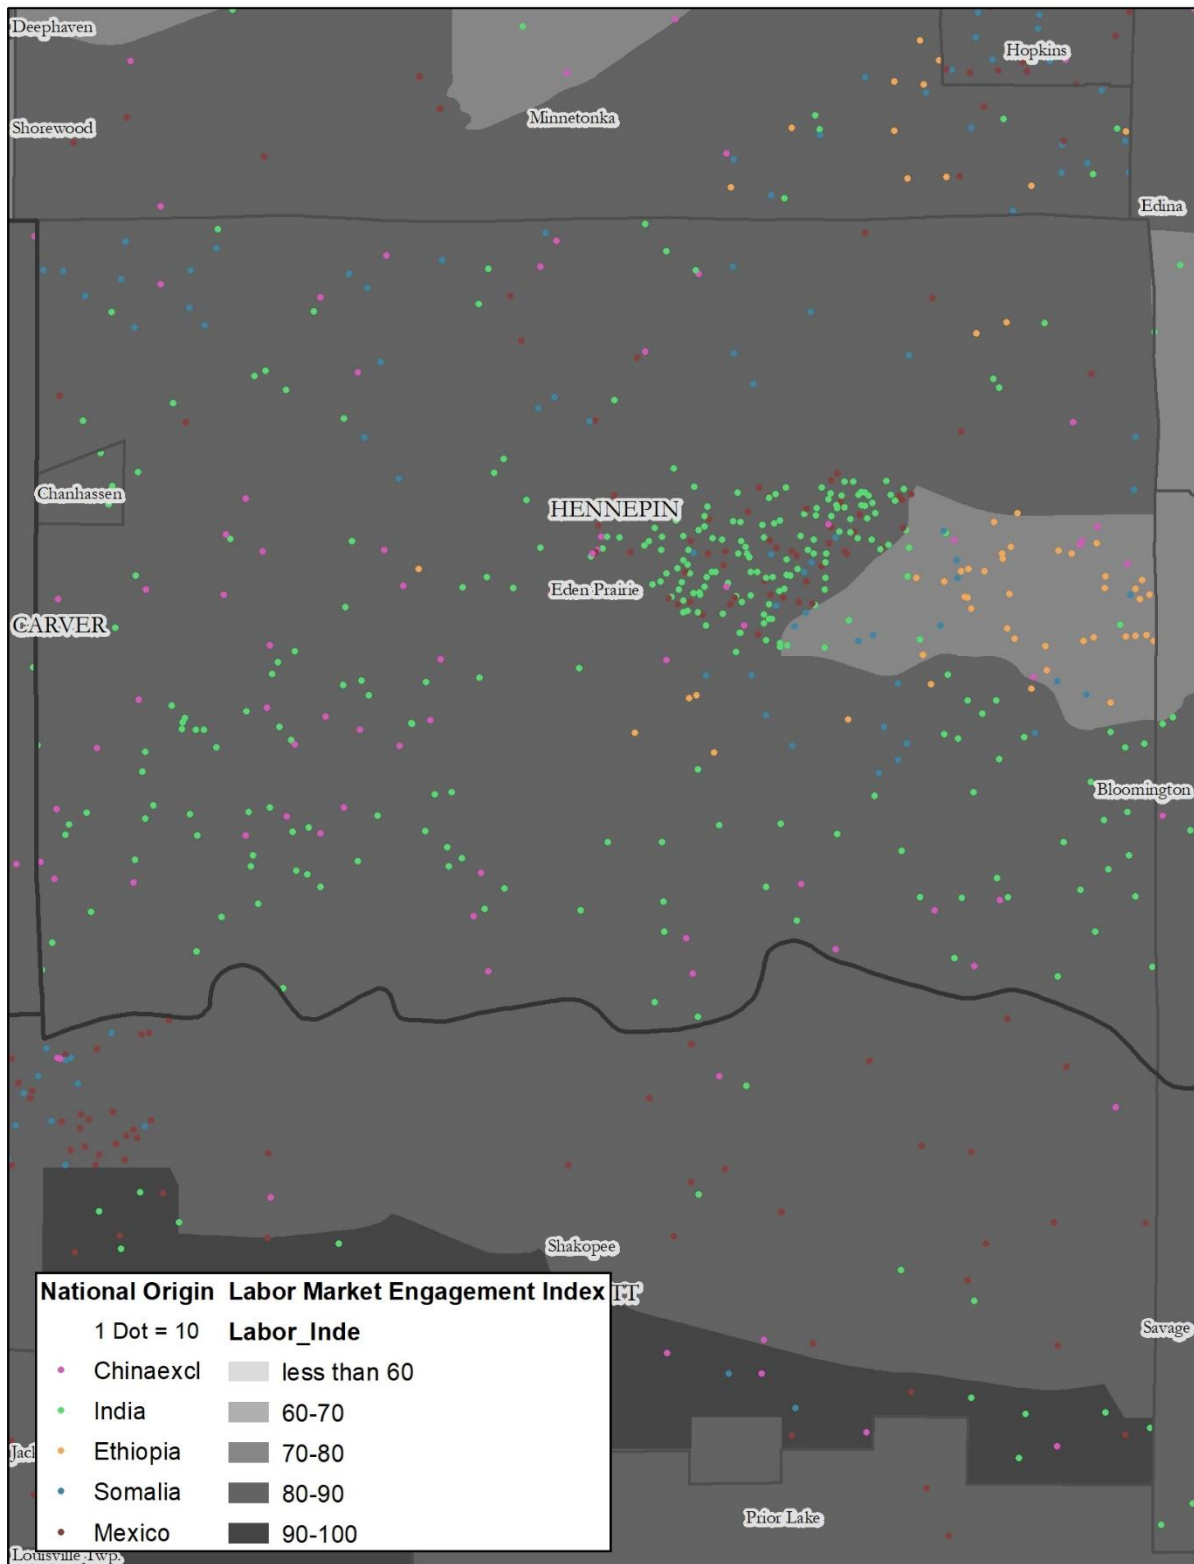 Deephaven
Hopkins
Shorewood
Minnetonka
Edina
Chanhassen
HENNEPIN
Eden Prairie
CARVER
Bloomington
Shakopee
TT
Savage
Prior Lake
Jack
Louisville Twp.
National Origin
1 Dot = 10
Chinaexcl
India
Ethiopia
Somalia
Mexico
Labor Market Engagement Index
Labor_Inde
less than 60
60-70
70-80
80-90
90-100